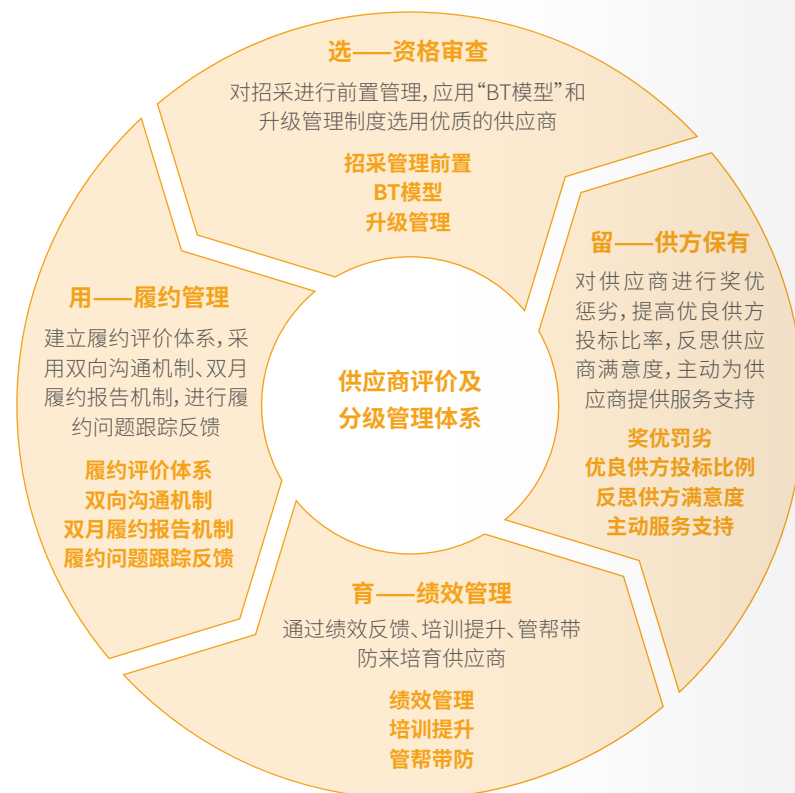 选——资格审查
对招采进行前置管理，应用“BT模型”和
升级管理制度选用优质的供应商
招采管理前置
BT模型
升级管理
留——供方保有
对供应商进行奖优
惩劣，提高优良供方
投标比率，反思供应
商满意度，主动为供
应商提供服务支持
奖优罚劣
优良供方投标比例
反思供方满意度
主动服务支持
用——履约管理
建立履约评价体系，采
用双向沟通机制、双月
履约报告机制，进行履
约问题跟踪反馈
履约评价体系
双向沟通机制
双月履约报告机制
履约问题跟踪反馈
供应商评价及
分级管理体系
育——绩效管理
通过绩效反馈、培训提升、管帮带
防来培育供应商
绩效管理
培训提升
管帮带防